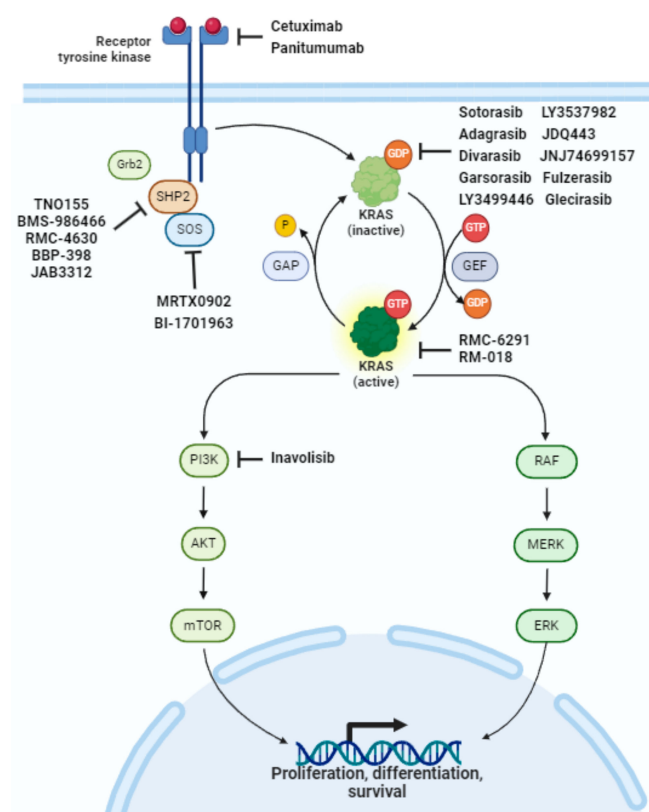 Cetuximab
Panitumumab
Receptor
tyrosine kinase
Sotorasib LY3537982
Adagrasib JDQ443
Divarasib JNJ74699157
Garsorasib Fulzerasib
LY3499446 Glecirasib
Grb2
GDP
SHP2
TNO155
BMS-986466
RMC-4630
BBP-398
JAB3312
SOS
KRAS
(inactive)
P
GTP
GAP
GEF
MRTX0902
BI-1701963
GTP
GDP
RMC-6291
RM-018
KRAS
(active)
PI3K
Inavolisib
RAF
AKT
MERK
mTOR
ERK
Proliferation, differentiation,
survival